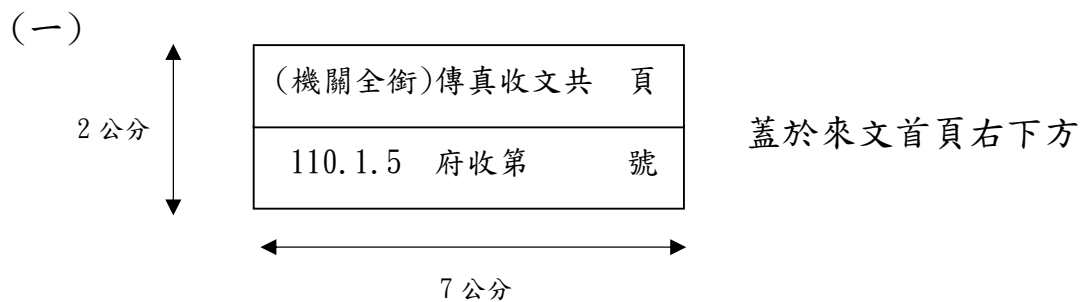 (一)
(機關全銜)傳真收文共 頁
2公分
蓋於來文首頁右下方
110.1.5 府收第 號
7公分